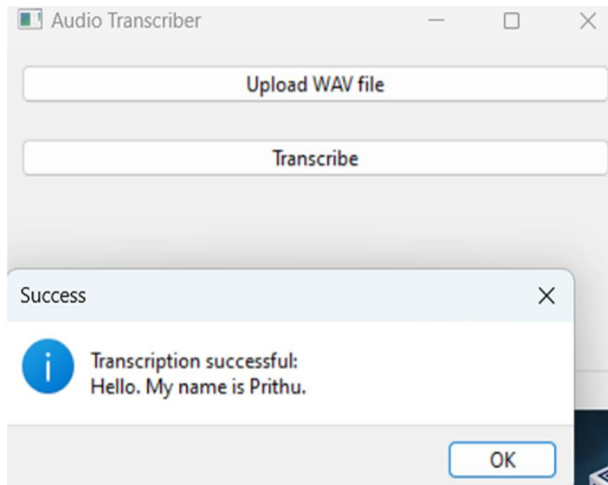 Audio Transcriber
Upload WAV file
Transcribe
Success
Transcription successful:
Hello. My name is Prithu.
OK